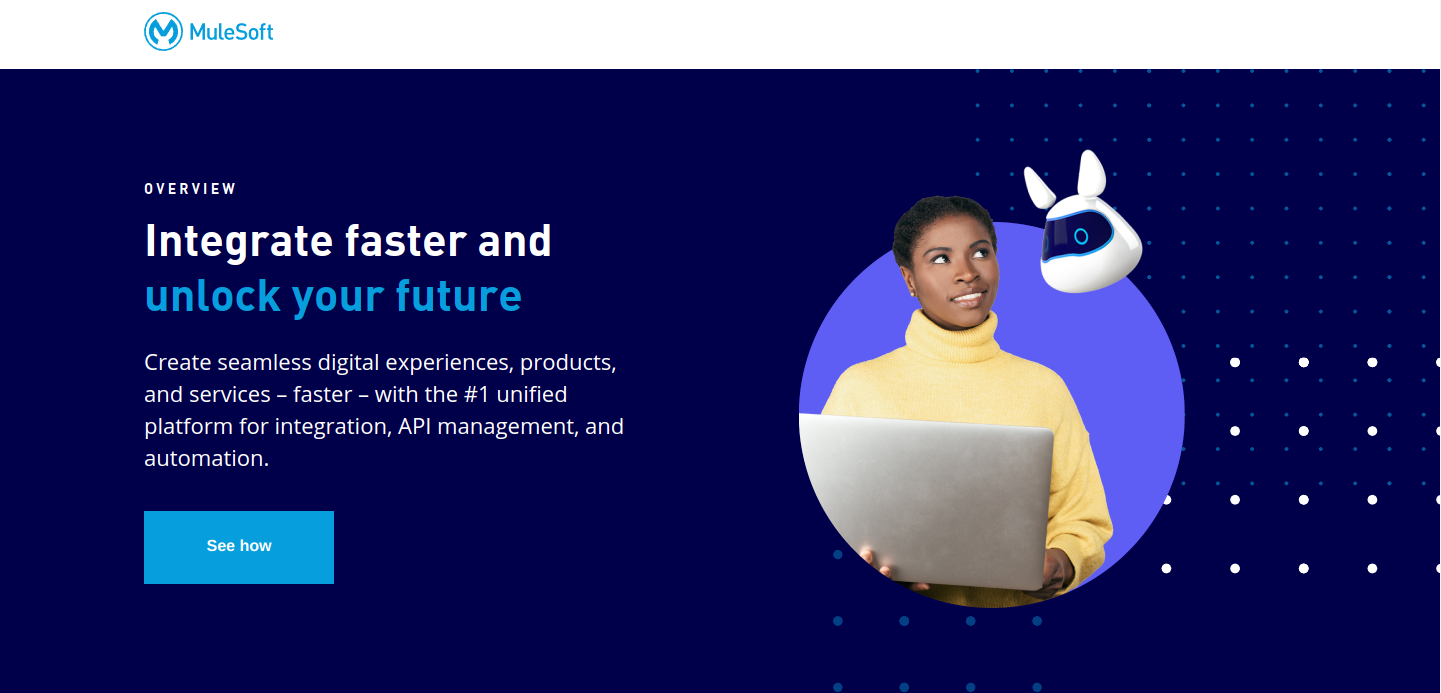 MuleSoft
OVERVIEW
Integrate faster and
unlock your future
Create seamless digital experiences, products,
and services – faster – with the #1 unified
platform for integration, API management, and
automation.
See how